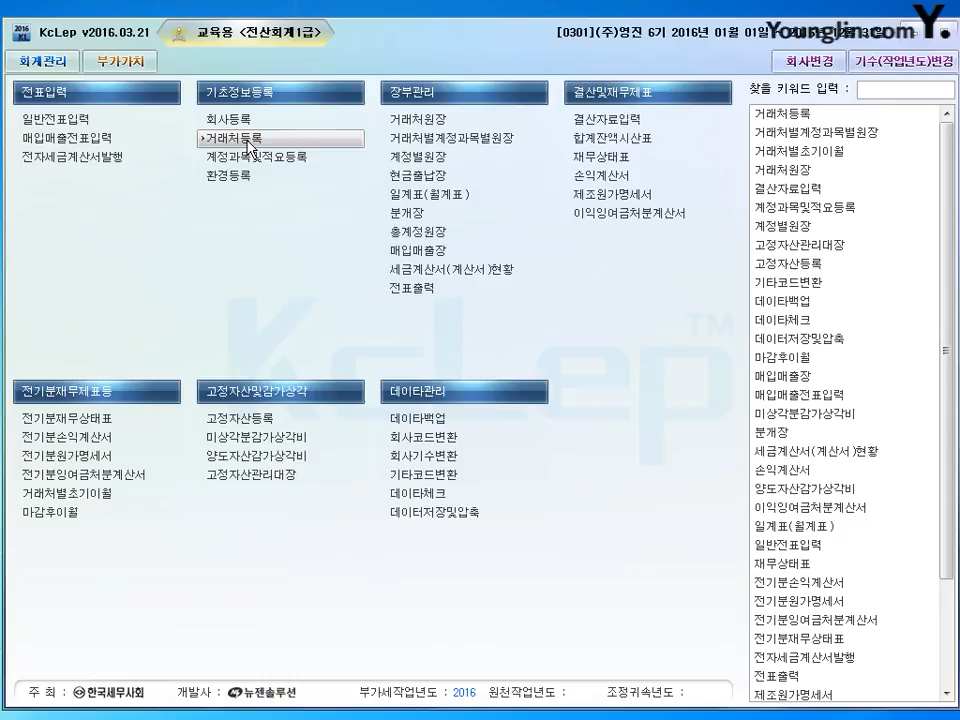 2016 KL KcLep v2016.03.21 교육용 <전산회계1급> [0301](주)영진 6기 2016년 01월 01일~
Younglin.com Y.
회계관리 부가가치 회사변경 기수(작업년도)변경
전표입력
일반전표입력
매입매출전표입력
전자세금계산서발행
기초정보등록
회사등록
거래처등록
계정과목및적요등록
환경등록
장부관리
거래처원장
거래처별계정과목별원장
계정별원장
현금출납장
일계표(월계표)
분개장
총계정원장
매입매출장
세금계산서(계산서)현황
전표출력
결산및재무제표
결산자료입력
합계잔액시산표
재무상태표
손익계산서
제조원가명세서
이익잉여금처분계산서
KcLep TM
전기분재무제표등
전기분재무상태표
전기분손익계산서
전기분원가명세서
전기분잉여금처분계산서
거래처별초기이월
마감후이월
고정자산및감가상각
고정자산등록
미상각분감가상각비
양도자산감가상각비
고정자산관리대장
데이타관리
데이타백업
회사코드변환
회사기수변환
기타코드변환
데이타체크
데이터저장및압축
찾을 키워드 입력 :
거래처등록
거래처별계정과목별원장
거래처별초기이월
거래처원장
결산자료입력
계정과목및적요등록
계정별원장
고정자산관리대장
고정자산등록
기타코드변환
데이타백업
데이타체크
데이터저장및압축
마감후이월
매입매출장
매입매출전표입력
미상각분감가상각비
분개장
세금계산서(계산서)현황
손익계산서
양도자산감가상각비
이익잉여금처분계산서
일계표(월계표)
일반전표입력
재무상태표
전기분손익계산서
전기분원가명세서
전기분잉여금처분계산서
전기분재무상태표
전자세금계산서발행
전표출력
제조원가명세서
주 최 : 한국세무사회 개발사 : 뉴젠솔루션 부가세작업년도 : 2016 원천작업년도 : 조정귀속년도 :